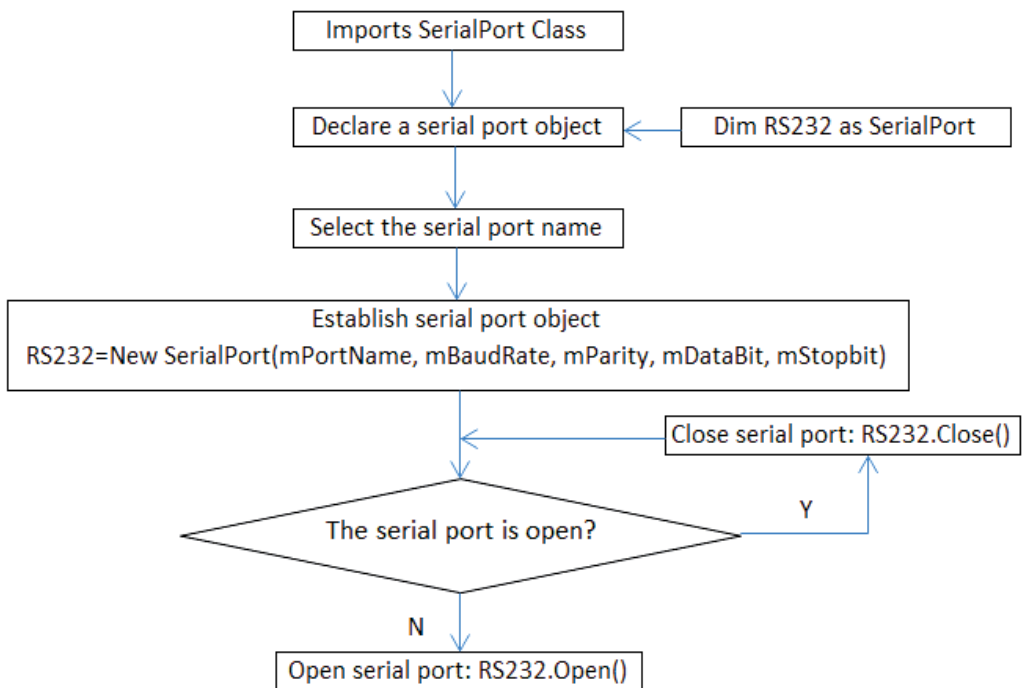 Imports SerialPort Class
Declare a serial port object
Dim RS232 as SerialPort
Select the serial port name
Establish serial port object
RS232=New SerialPort(mPortName, mBaudRate, mParity, mDataBit, mStopbit)
Close serial port: RS232.Close()
The serial port is open?
Y
N
Open serial port: RS232.Open()